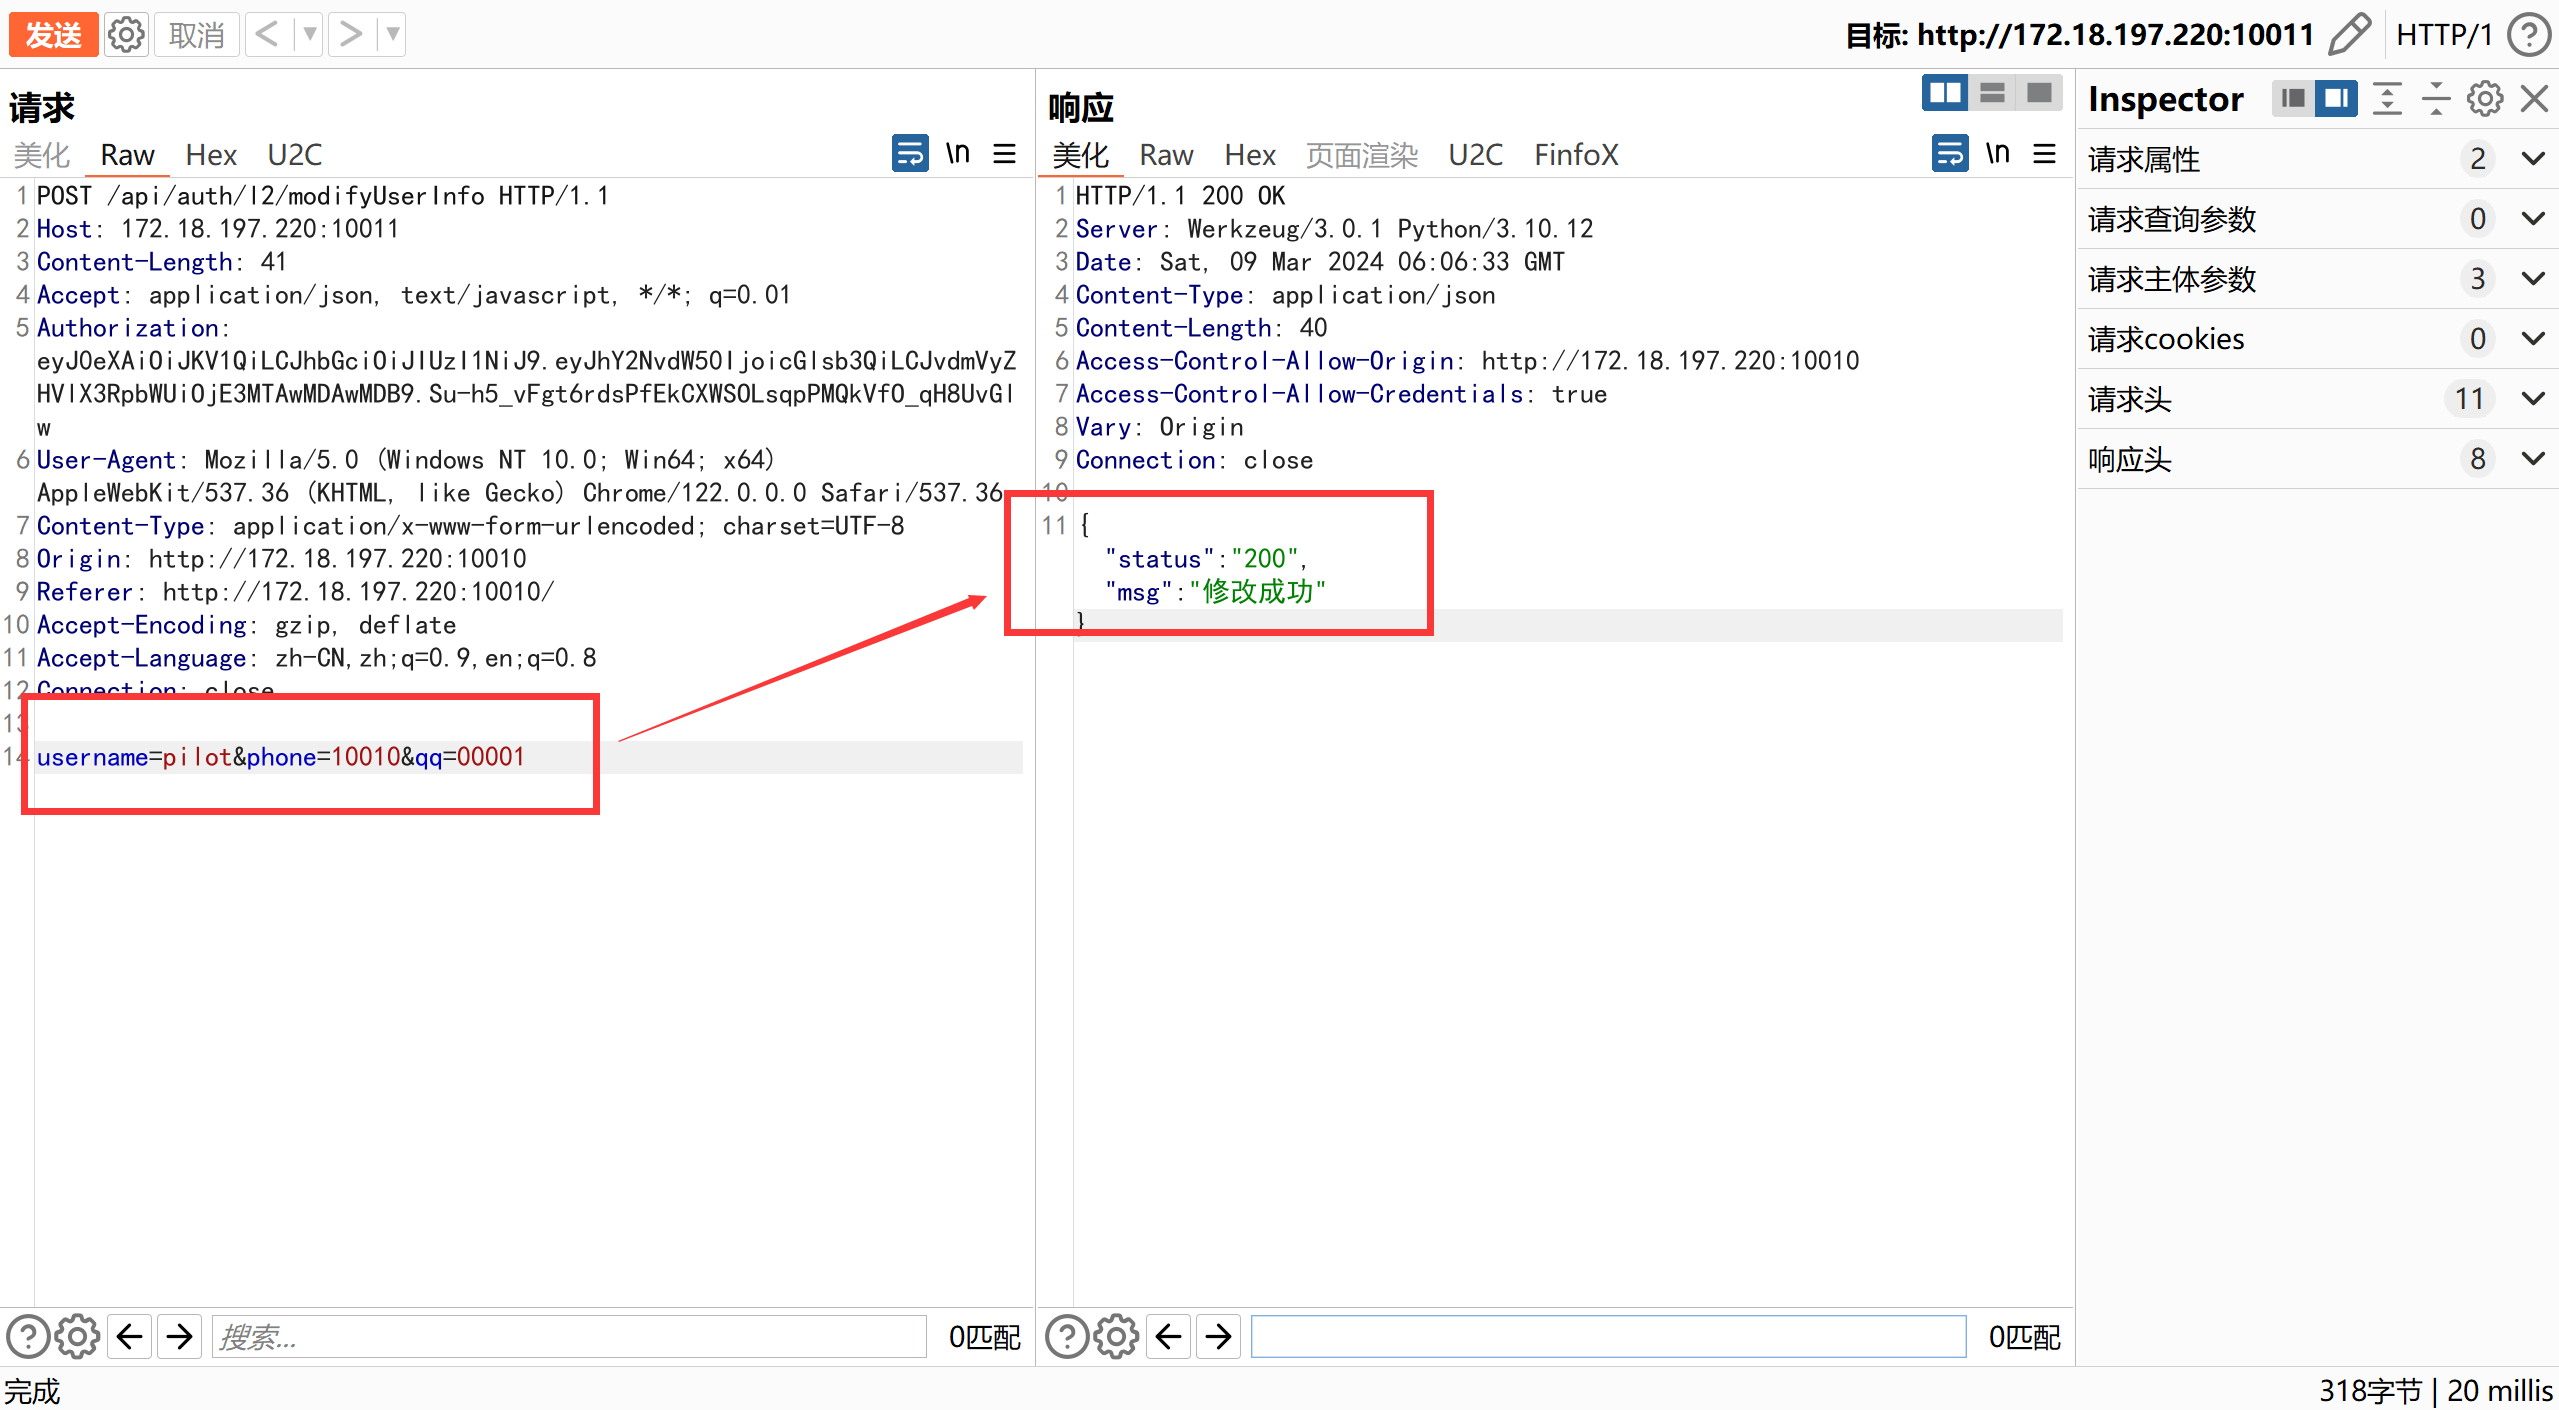 发送 取消 < > 目标: http://172.18.197.220:10011 HTTP/1
请求
美化 Raw Hex U2C \n
1 POST /api/auth/l2/modifyUserInfo HTTP/1.1
2 Host: 172.18.197.220:10011
3 Content-Length: 41
4 Accept: application/json, text/javascript, */*; q=0.01
5 Authorization:
eyJ0eXAiOiJKV1QiLCJhbGciOiJIUzI1NiJ9.eyJhY2NvdW50IjoicGlsb3QiLCJvdmVyZ
HVlX3RpbWUiOjE3MTAwMDAwMDB9.Su-h5_vFgt6rdsPfEkCXWSOLsqpPMQkVfO_qH8UvGl
w
6 User-Agent: Mozilla/5.0 (Windows NT 10.0; Win64; x64)
AppleWebKit/537.36 (KHTML, like Gecko) Chrome/122.0.0.0 Safari/537.36
7 Content-Type: application/x-www-form-urlencoded; charset=UTF-8
8 Origin: http://172.18.197.220:10010
9 Referer: http://172.18.197.220:10010/
10 Accept-Encoding: gzip, deflate
11 Accept-Language: zh-CN,zh;q=0.9,en;q=0.8
12 Connection: close
13
14 username=pilot&phone=10010&qq=00001
搜索... 0匹配
响应
美化 Raw Hex 页面渲染 U2C FinfoX \n
1 HTTP/1.1 200 OK
2 Server: Werkzeug/3.0.1 Python/3.10.12
3 Date: Sat, 09 Mar 2024 06:06:33 GMT
4 Content-Type: application/json
5 Content-Length: 40
6 Access-Control-Allow-Origin: http://172.18.197.220:10010
7 Access-Control-Allow-Credentials: true
8 Vary: Origin
9 Connection: close
10
11 {
"status":"200",
"msg":"修改成功"
}
0匹配
Inspector
请求属性 2
请求查询参数 0
请求主体参数 3
请求cookies 0
请求头 11
响应头 8
完成 318字节 | 20 millis